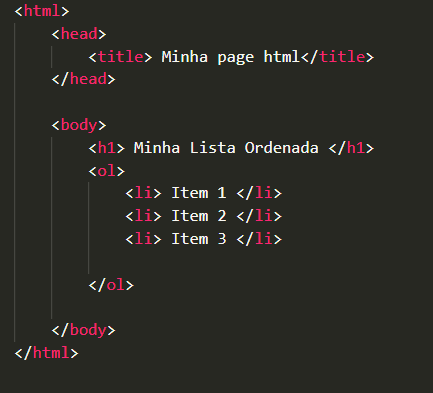 <html>
<head>
<title> Minha page html</title>
</head>
<body>
<h1> Minha Lista Ordenada </h1>
<ol>
<li> Item 1 </li>
<li> Item 2 </li>
<li> Item 3 </li>
</ol>
</body>
</html>